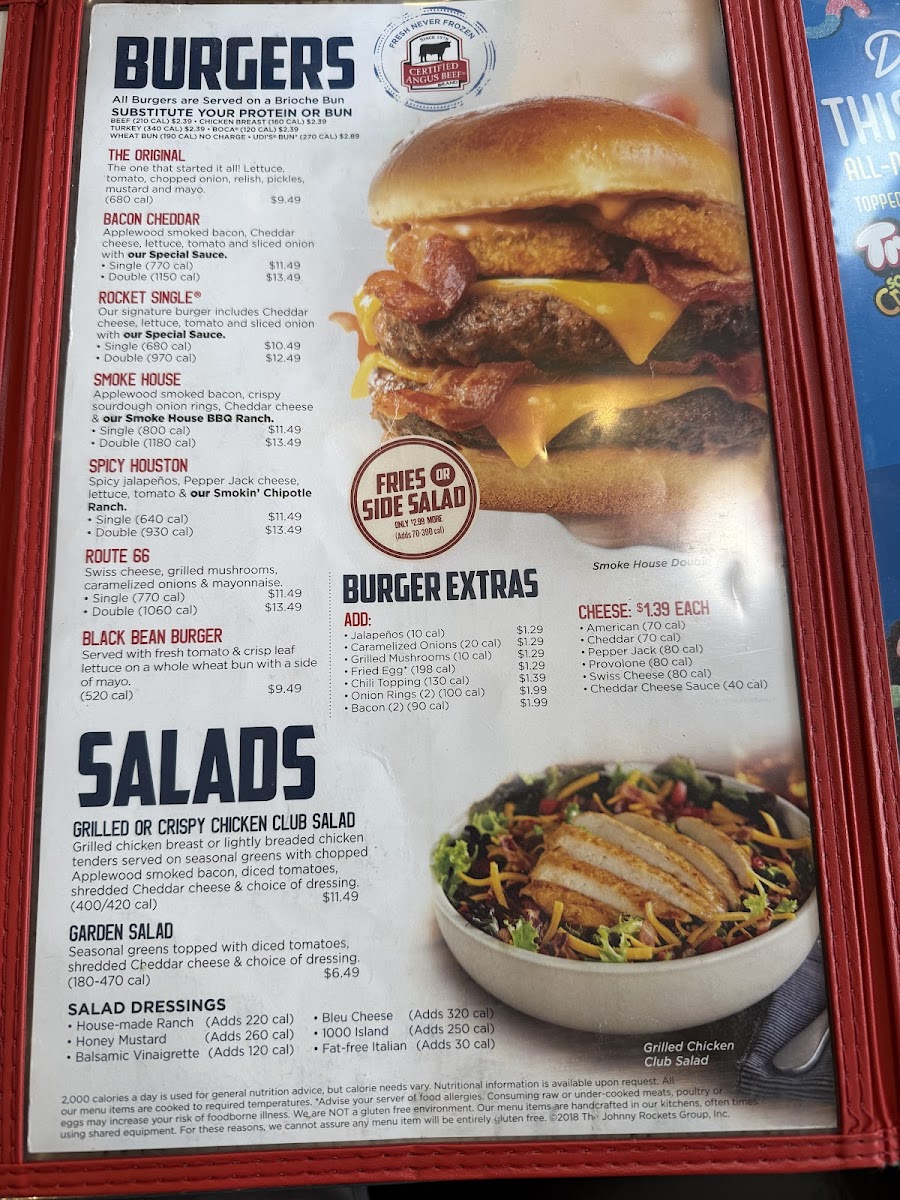 BURGERS
FRESH NEVER FROZEN
SINCE 1978
CERTIFIED
ANGUS BEEF®
BRAND
All Burgers are Served on a Brioche Bun
SUBSTITUTE YOUR PROTEIN OR BUN
BEEF (210 CAL) $2.39 • CHICKEN BREAST (160 CAL) $2.39
TURKEY (340 CAL) $2.39 • BOCA® (120 CAL) $2.39
WHEAT BUN (190 CAL) NO CHARGE • UDI'S® BUN* (270 CAL) $2.89
THE ORIGINAL
The one that started it all! Lettuce,
tomato, chopped onion, relish, pickles,
mustard and mayo.
(680 cal) $9.49
BACON CHEDDAR
Applewood smoked bacon, Cheddar
cheese, lettuce, tomato and sliced onion
with our Special Sauce.
• Single (770 cal) $11.49
• Double (1150 cal) $13.49
ROCKET SINGLE®
Our signature burger includes Cheddar
cheese, lettuce, tomato and sliced onion
with our Special Sauce.
• Single (680 cal) $10.49
• Double (970 cal) $12.49
SMOKE HOUSE
Applewood smoked bacon, crispy
sourdough onion rings, Cheddar cheese
& our Smoke House BBQ Ranch.
• Single (800 cal) $11.49
• Double (1180 cal) $13.49
SPICY HOUSTON
Spicy jalapeños, Pepper Jack cheese,
lettuce, tomato & our Smokin' Chipotle
Ranch.
• Single (640 cal) $11.49
• Double (930 cal) $13.49
ROUTE 66
Swiss cheese, grilled mushrooms,
caramelized onions & mayonnaise.
• Single (770 cal) $11.49
• Double (1060 cal) $13.49
BLACK BEAN BURGER
Served with fresh tomato & crisp leaf
lettuce on a whole wheat bun with a side
of mayo.
(520 cal) $9.49
FRIES OR
SIDE SALAD
ONLY $2.99 MORE
(Adds 70-390 cal)
Smoke House Double
BURGER EXTRAS
ADD:
• Jalapeños (10 cal) $1.29
• Caramelized Onions (20 cal) $1.29
• Grilled Mushrooms (10 cal) $1.29
• Fried Egg* (198 cal) $1.29
• Chili Topping (130 cal) $1.39
• Onion Rings (2) (100 cal) $1.99
• Bacon (2) (90 cal) $1.99
CHEESE: $1.39 EACH
• American (70 cal)
• Cheddar (70 cal)
• Pepper Jack (80 cal)
• Provolone (80 cal)
• Swiss Cheese (80 cal)
• Cheddar Cheese Sauce (40 cal)
SALADS
GRILLED OR CRISPY CHICKEN CLUB SALAD
Grilled chicken breast or lightly breaded chicken
tenders served on seasonal greens with chopped
Applewood smoked bacon, diced tomatoes,
shredded Cheddar cheese & choice of dressing.
(400/420 cal) $11.49
GARDEN SALAD
Seasonal greens topped with diced tomatoes,
shredded Cheddar cheese & choice of dressing.
(180-470 cal) $6.49
SALAD DRESSINGS
• House-made Ranch (Adds 220 cal)
• Honey Mustard (Adds 260 cal)
• Balsamic Vinaigrette (Adds 120 cal)
• Bleu Cheese (Adds 320 cal)
• 1000 Island (Adds 250 cal)
• Fat-free Italian (Adds 30 cal)
Grilled Chicken
Club Salad
2,000 calories a day is used for general nutrition advice, but calorie needs vary. Nutritional information is available upon request. All
our menu items are cooked to required temperatures. *Advise your server of food allergies. Consuming raw or under-cooked meats, poultry or
eggs may increase your risk of foodborne illness. We are NOT a gluten free environment. Our menu items are handcrafted in our kitchens, often times
using shared equipment. For these reasons, we cannot assure any menu item will be entirely gluten free. ©2018 The Johnny Rockets Group, Inc.
THIS
ALL-
TOPPED